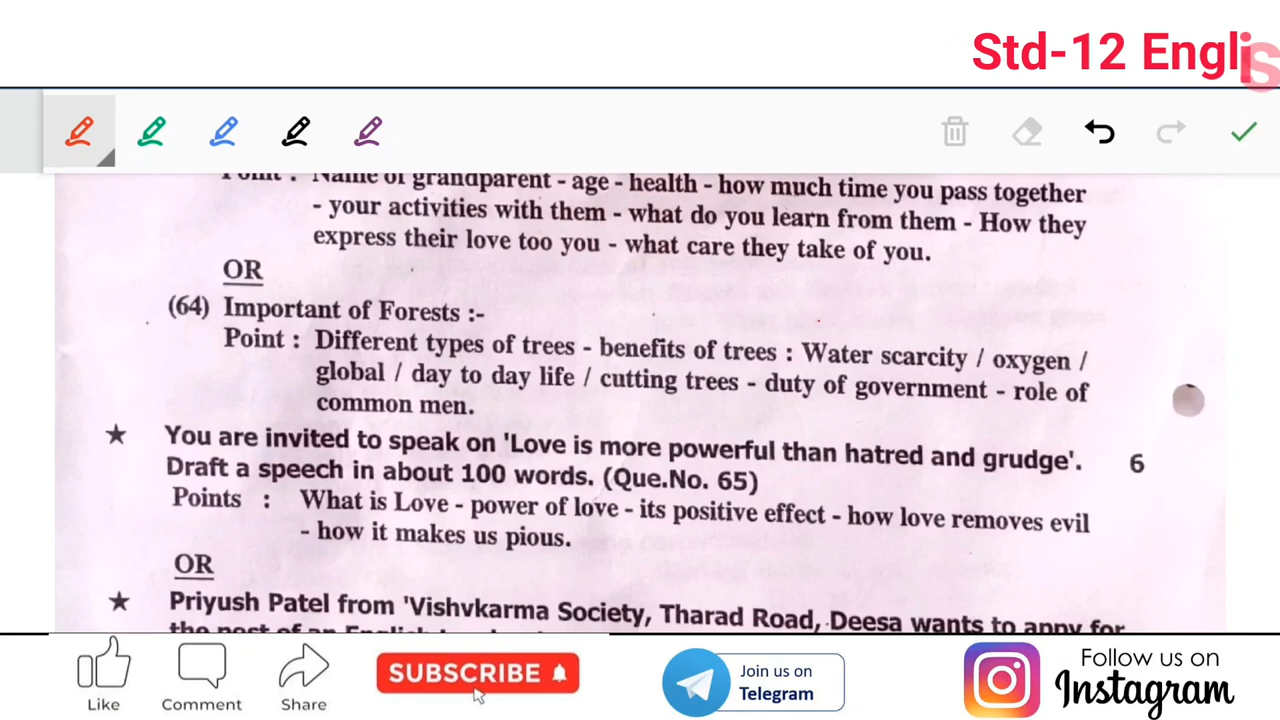 Std-12 Englis
Point : Name of grandparent - age - health - how much time you pass together
- your activities with them - what do you learn from them - How they
express their love too you - what care they take of you.
OR
(64) Important of Forests :-
Point : Different types of trees - benefits of trees : Water scarcity / oxygen /
global / day to day life / cutting trees - duty of government - role of
common men.
★ You are invited to speak on 'Love is more powerful than hatred and grudge'. 6
Draft a speech in about 100 words. (Que.No. 65)
Points : What is Love - power of love - its positive effect - how love removes evil
- how it makes us pious.
OR
★ Priyush Patel from 'Vishvkarma Society, Tharad Road, Deesa wants to appy for
the post of an English
Like
Comment
Share
SUBSCRIBE
Join us on
Telegram
Follow us on
Instagram